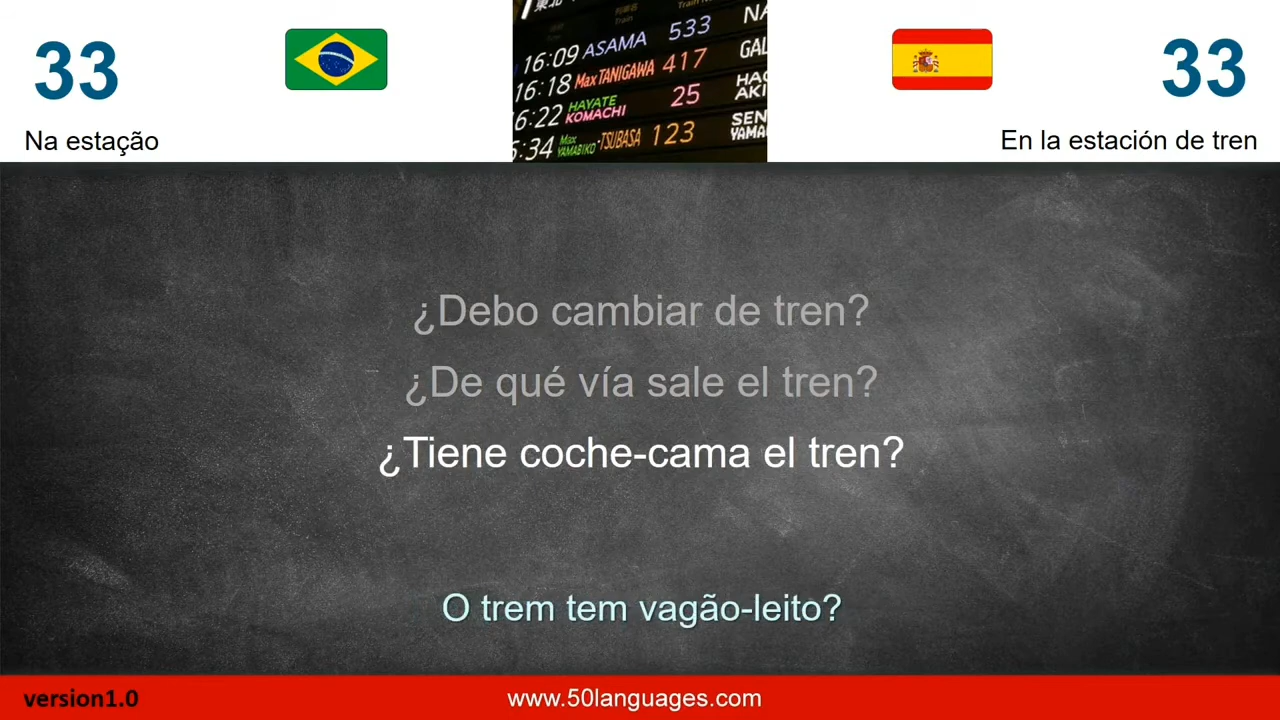 33
33
Na estação
En la estación de tren
16:09 ASAMA 533
16:18 Max TANIGAWA 417
6:22 HAYATE KOMACHI 25
:34 Max YAMABIKO・TSUBASA 123
¿Debo cambiar de tren?
¿De qué vía sale el tren?
¿Tiene coche-cama el tren?
O trem tem vagão-leito?
version1.0
www.50languages.com